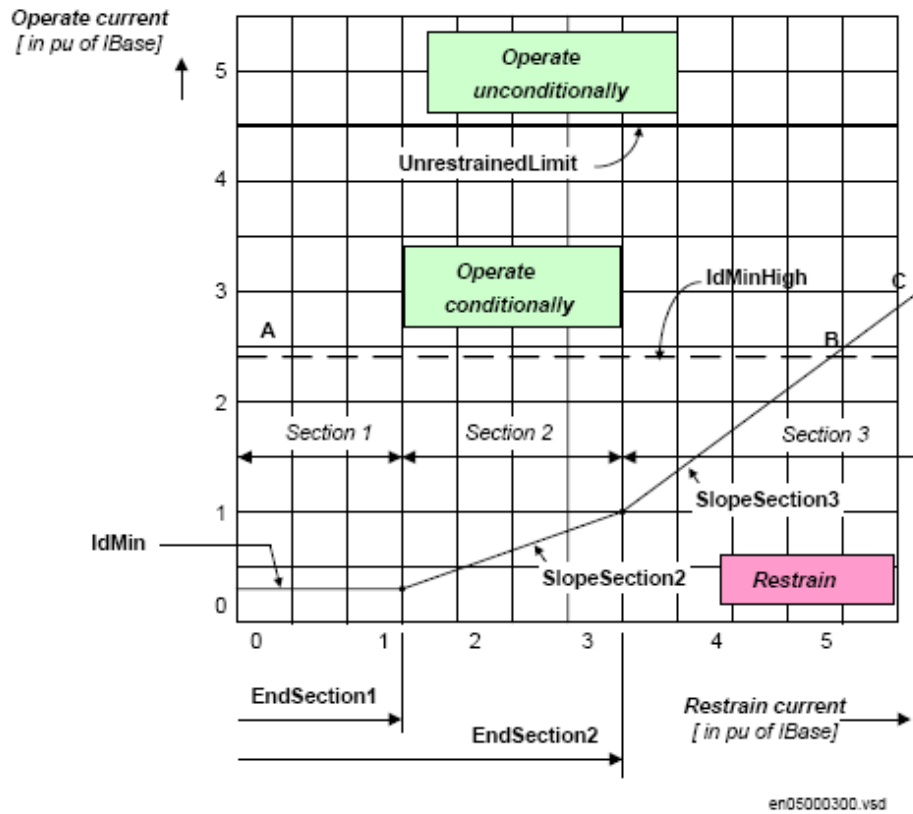 Operate current
[ in pu of IBase]
5
Operate
unconditionally
UnrestrainedLimit
4
Operate
conditionally
3
IdMinHigh
C
A
B
2
Section 1
Section 2
Section 3
SlopeSection3
1
IdMin
SlopeSection2
Restrain
0
0
1
2
3
4
5
EndSection1
Restrain current
[ in pu of IBase]
EndSection2
en05000300.vsd